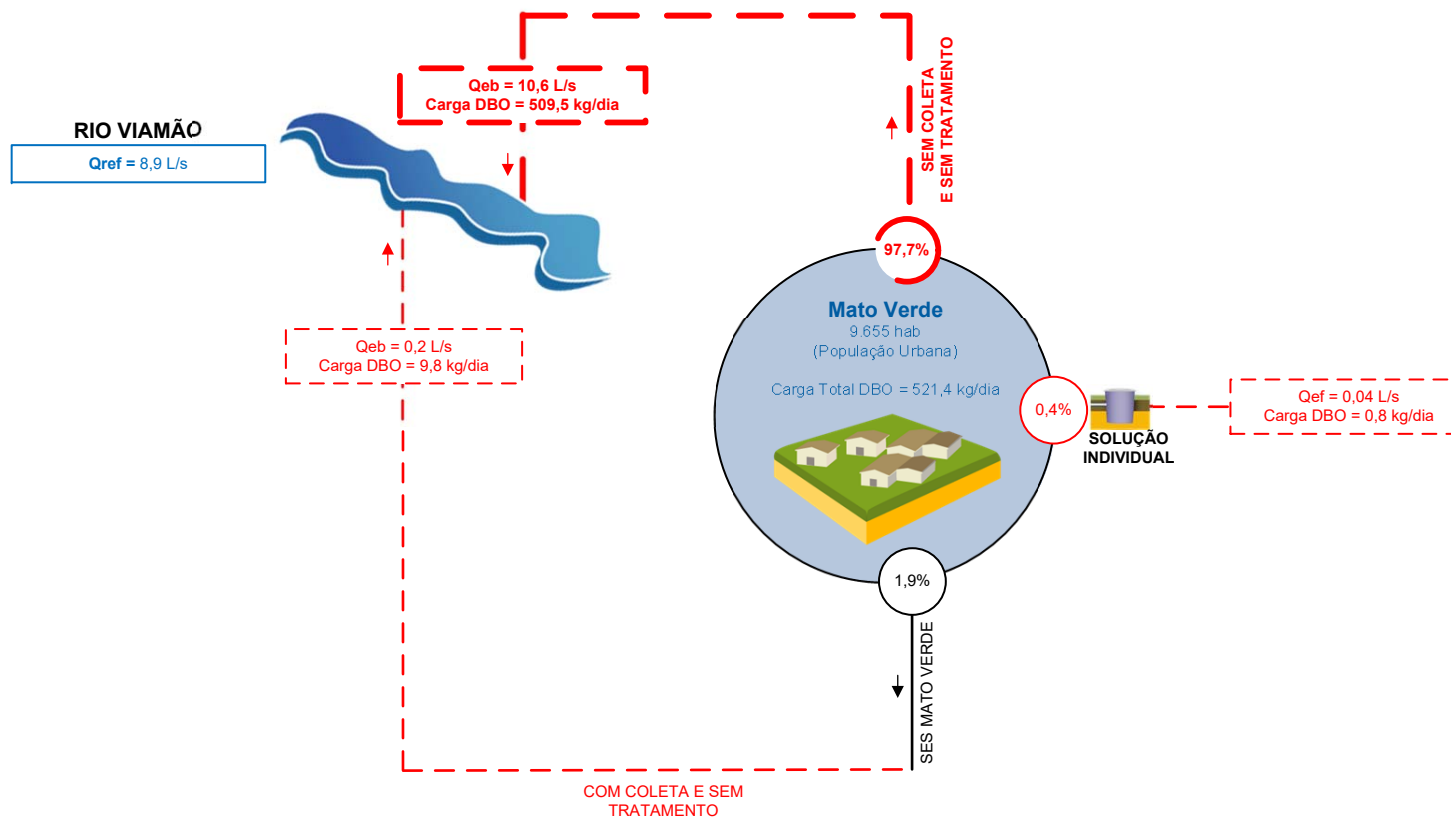 Qeb = 10,6 L/s
Carga DBO = 509,5 kg/dia
RIO VIAMÃO
Qref = 8,9 L/s
SEM COLETA
E SEM TRATAMENTO
97,7%
Mato Verde
9.655 hab
(População Urbana)
Carga Total DBO = 521,4 kg/dia
Qeb = 0,2 L/s
Carga DBO = 9,8 kg/dia
0,4%
SOLUÇÃO
INDIVIDUAL
Qef = 0,04 L/s
Carga DBO = 0,8 kg/dia
1,9%
SES MATO VERDE
COM COLETA E SEM
TRATAMENTO